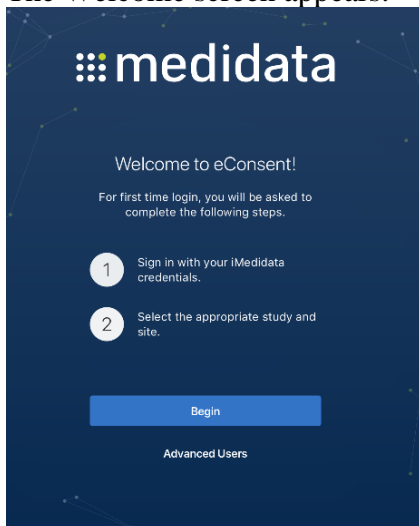 The Welcome screen appears.
medidata
Welcome to eConsent!
For first time login, you will be asked to
complete the following steps.
1
Sign in with your iMedidata
credentials.
2
Select the appropriate study and
site.
Begin
Advanced Users